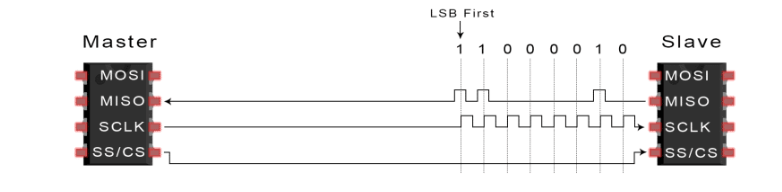 LSB First
1 1 0 0 0 0 1 0
Master
Slave
MOSI
MISO
SCLK
SS/CS
MOSI
MISO
SCLK
SS/CS